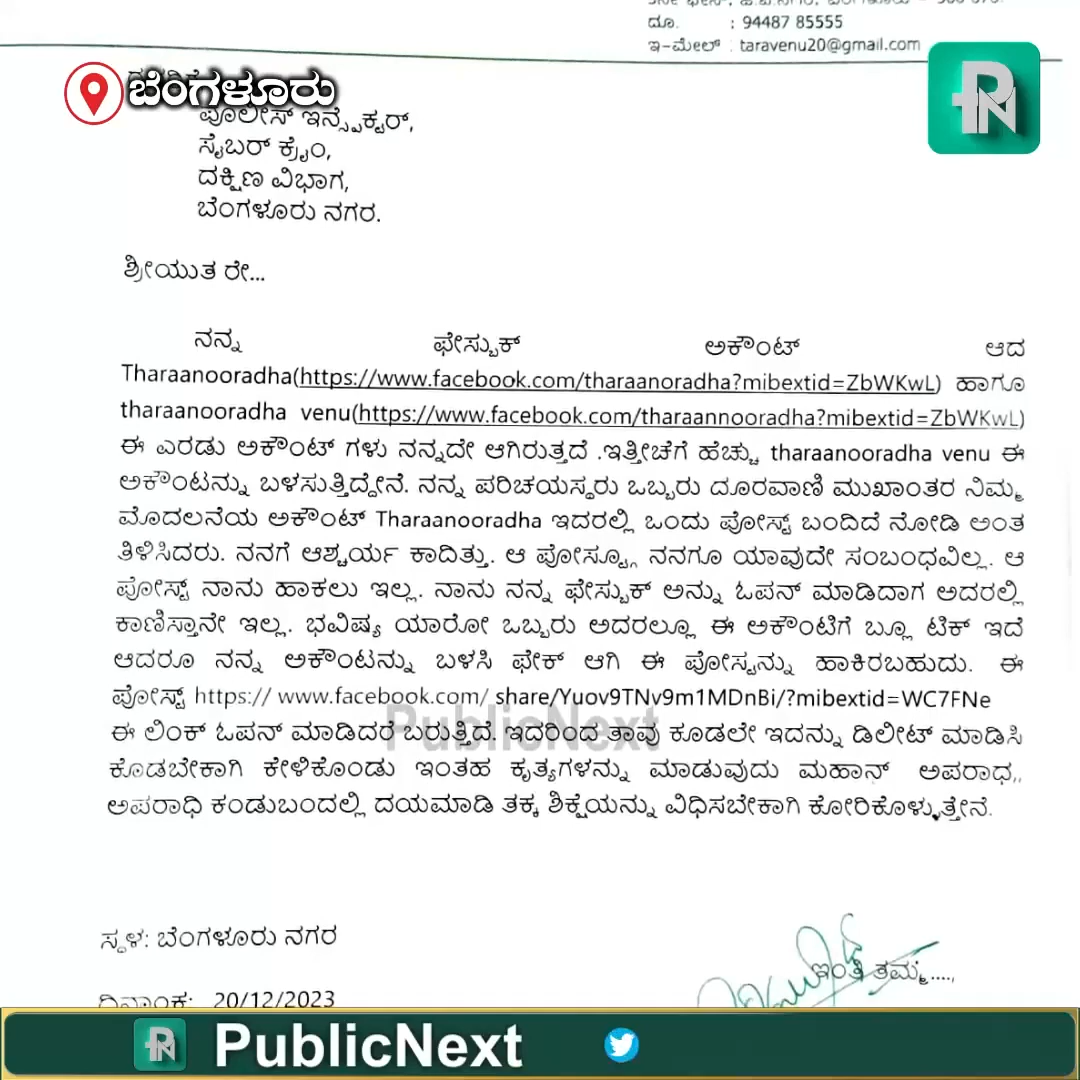 ದೂ. : 94487 85555
ಇ-ಮೇಲ್ : taravenu20@gmail.com
ಬೆಂಗಳೂರು
PN
ಪೊಲೀಸ್ ಇನ್ಸ್ಪೆಕ್ಟರ್,
ಸೈಬರ್ ಕ್ರೈಂ,
ದಕ್ಷಿಣ ವಿಭಾಗ,
ಬೆಂಗಳೂರು ನಗರ.
ಶ್ರೀಯುತ ರೇ...
ನನ್ನ ಫೇಸ್ಬುಕ್ ಅಕೌಂಟ್ ಆದ
Tharaanooradha(https://www.facebook.com/tharaanoradha?mibextid=ZbWKwL) ಹಾಗೂ
tharaanooradha venu(https://www.facebook.com/tharaannooradha?mibextid=ZbWKwL)
ಈ ಎರಡು ಅಕೌಂಟ್ ಗಳು ನನ್ನದೇ ಆಗಿರುತ್ತದೆ .ಇತ್ತೀಚೆಗೆ ಹೆಚ್ಚು tharaanooradha venu ಈ
ಅಕೌಂಟನ್ನು ಬಳಸುತ್ತಿದ್ದೇನೆ. ನನ್ನ ಪರಿಚಯಸ್ಥರು ಒಬ್ಬರು ದೂರವಾಣಿ ಮುಖಾಂತರ ನಿಮ್ಮ
ಮೊದಲನೆಯ ಅಕೌಂಟ್ Tharaanooradha ಇದರಲ್ಲಿ ಒಂದು ಪೋಸ್ಟ್ ಬಂದಿದೆ ನೋಡಿ ಅಂತ
ತಿಳಿಸಿದರು. ನನಗೆ ಆಶ್ಚರ್ಯ ಕಾದಿತ್ತು. ಆ ಪೋಸ್ಟ್ಗೂ ನನಗೂ ಯಾವುದೇ ಸಂಬಂಧವಿಲ್ಲ. ಆ
ಪೋಸ್ಟ್ ನಾನು ಹಾಕಲು ಇಲ್ಲ. ನಾನು ನನ್ನ ಫೇಸ್ಬುಕ್ ಅನ್ನು ಓಪನ್ ಮಾಡಿದಾಗ ಅದರಲ್ಲಿ
ಕಾಣಿಸ್ತಾನೇ ಇಲ್ಲ. ಭವಿಷ್ಯ ಯಾರೋ ಒಬ್ಬರು ಅದರಲ್ಲೂ ಈ ಅಕೌಂಟಿಗೆ ಬ್ಲೂ ಟಿಕ್ ಇದೆ
ಆದರೂ ನನ್ನ ಅಕೌಂಟನ್ನು ಬಳಸಿ ಫೇಕ್ ಆಗಿ ಈ ಪೋಸ್ಟನ್ನು ಹಾಕಿರಬಹುದು. ಈ
ಪೋಸ್ಟ್ https:// www.facebook.com/ share/Yuov9TNv9m1MDnBi/?mibextid=WC7FNe
PublicNext
ಈ ಲಿಂಕ್ ಓಪನ್ ಮಾಡಿದರೆ ಬರುತ್ತಿದೆ. ಇದರಿಂದ ತಾವು ಕೂಡಲೇ ಇದನ್ನು ಡಿಲೀಟ್ ಮಾಡಿಸಿ
ಕೊಡಬೇಕಾಗಿ ಕೇಳಿಕೊಂಡು ಇಂತಹ ಕೃತ್ಯಗಳನ್ನು ಮಾಡುವುದು ಮಹಾನ್ ಅಪರಾಧ,,
ಅಪರಾಧಿ ಕಂಡುಬಂದಲ್ಲಿ ದಯಮಾಡಿ ತಕ್ಕ ಶಿಕ್ಷೆಯನ್ನು ವಿಧಿಸಬೇಕಾಗಿ ಕೋರಿಕೊಳ್ಳುತ್ತೇನೆ.
ಸ್ಥಳ: ಬೆಂಗಳೂರು ನಗರ
ಇಂತಿ ತಮ್ಮ ....,
ದಿನಾಂಕ: 20/12/2023
PN PublicNext